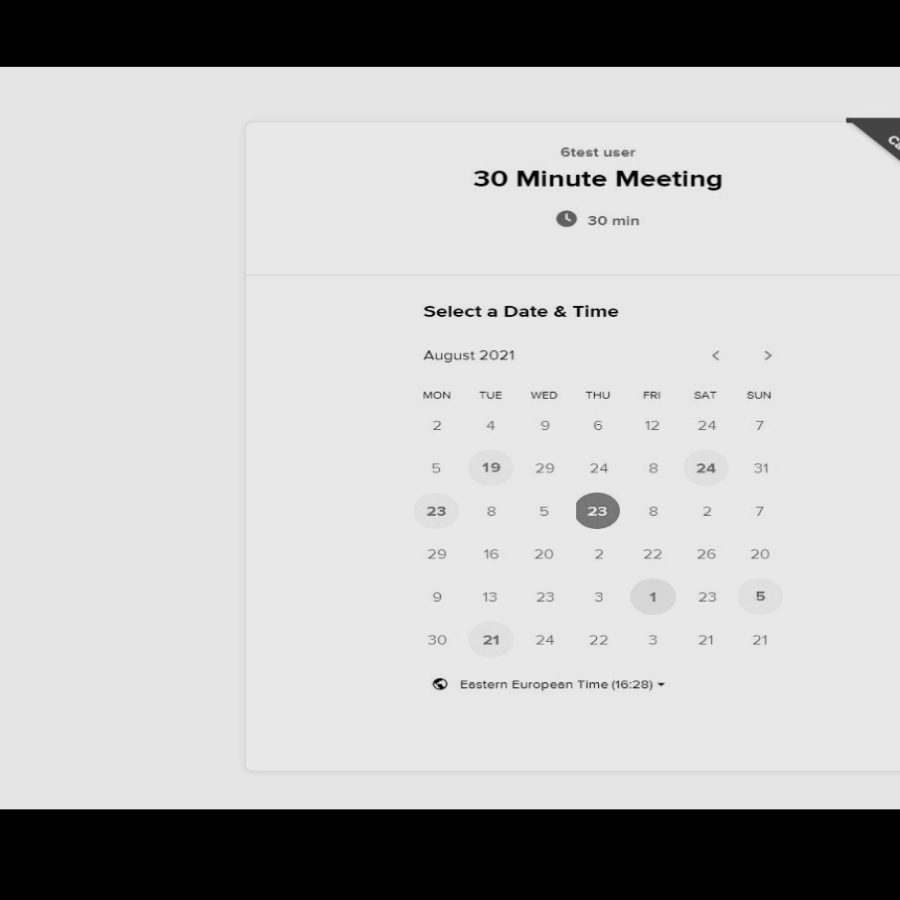 6test user
30 Minute Meeting
30 min
Select a Date & Time
August 2021
MON TUE WED THU FRI SAT SUN
2 4 9 6 12 24 7
5 19 29 24 8 24 31
23 8 5 23 8 2 7
29 16 20 2 22 26 20
9 13 23 3 1 23 5
30 21 24 22 3 21 21
Eastern European Time (16:28)